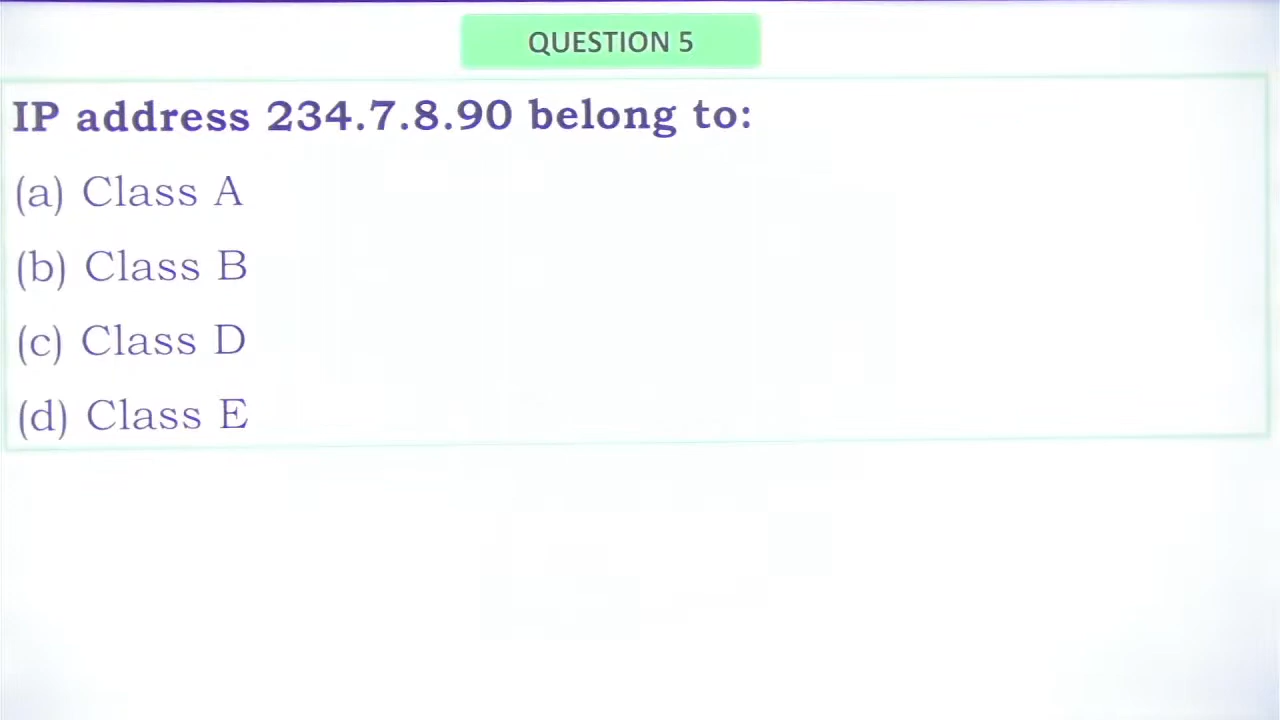 QUESTION 5
IP address 234.7.8.90 belong to:
(a) Class A
(b) Class B
(c) Class D
(d) Class E